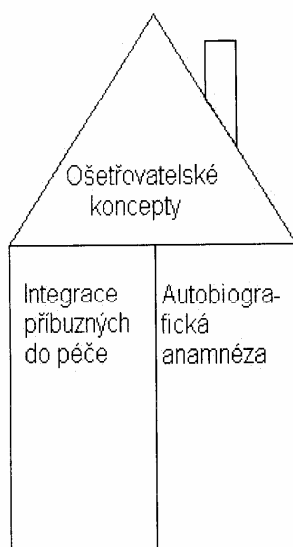 Ošetřovatelské
koncepty
Integrace
příbuzných
do péče
Autobiogra-
fická
anamnéza